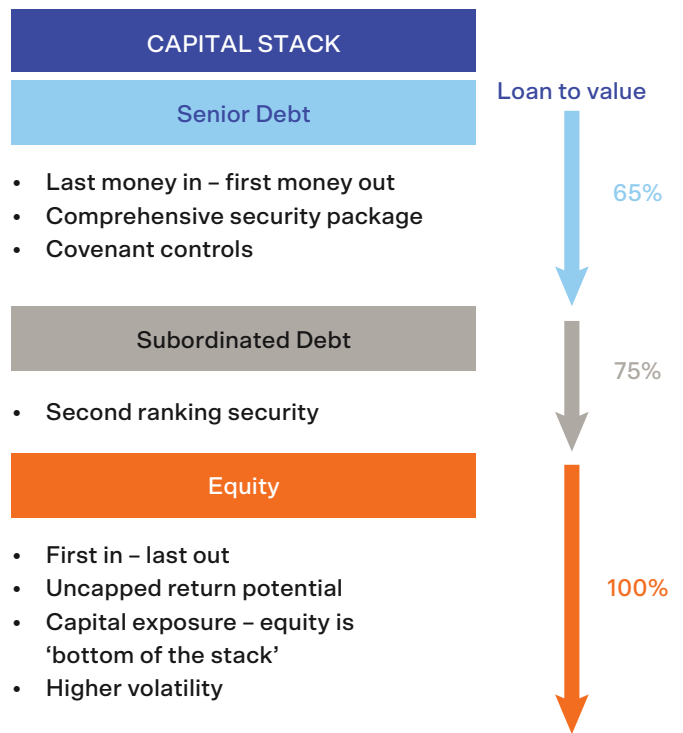 CAPITAL STACK
Loan to value
Senior Debt
65%
• Last money in – first money out
• Comprehensive security package
• Covenant controls
Subordinated Debt
75%
• Second ranking security
Equity
• First in – last out
• Uncapped return potential
100%
• Capital exposure – equity is
‘bottom of the stack’
• Higher volatility